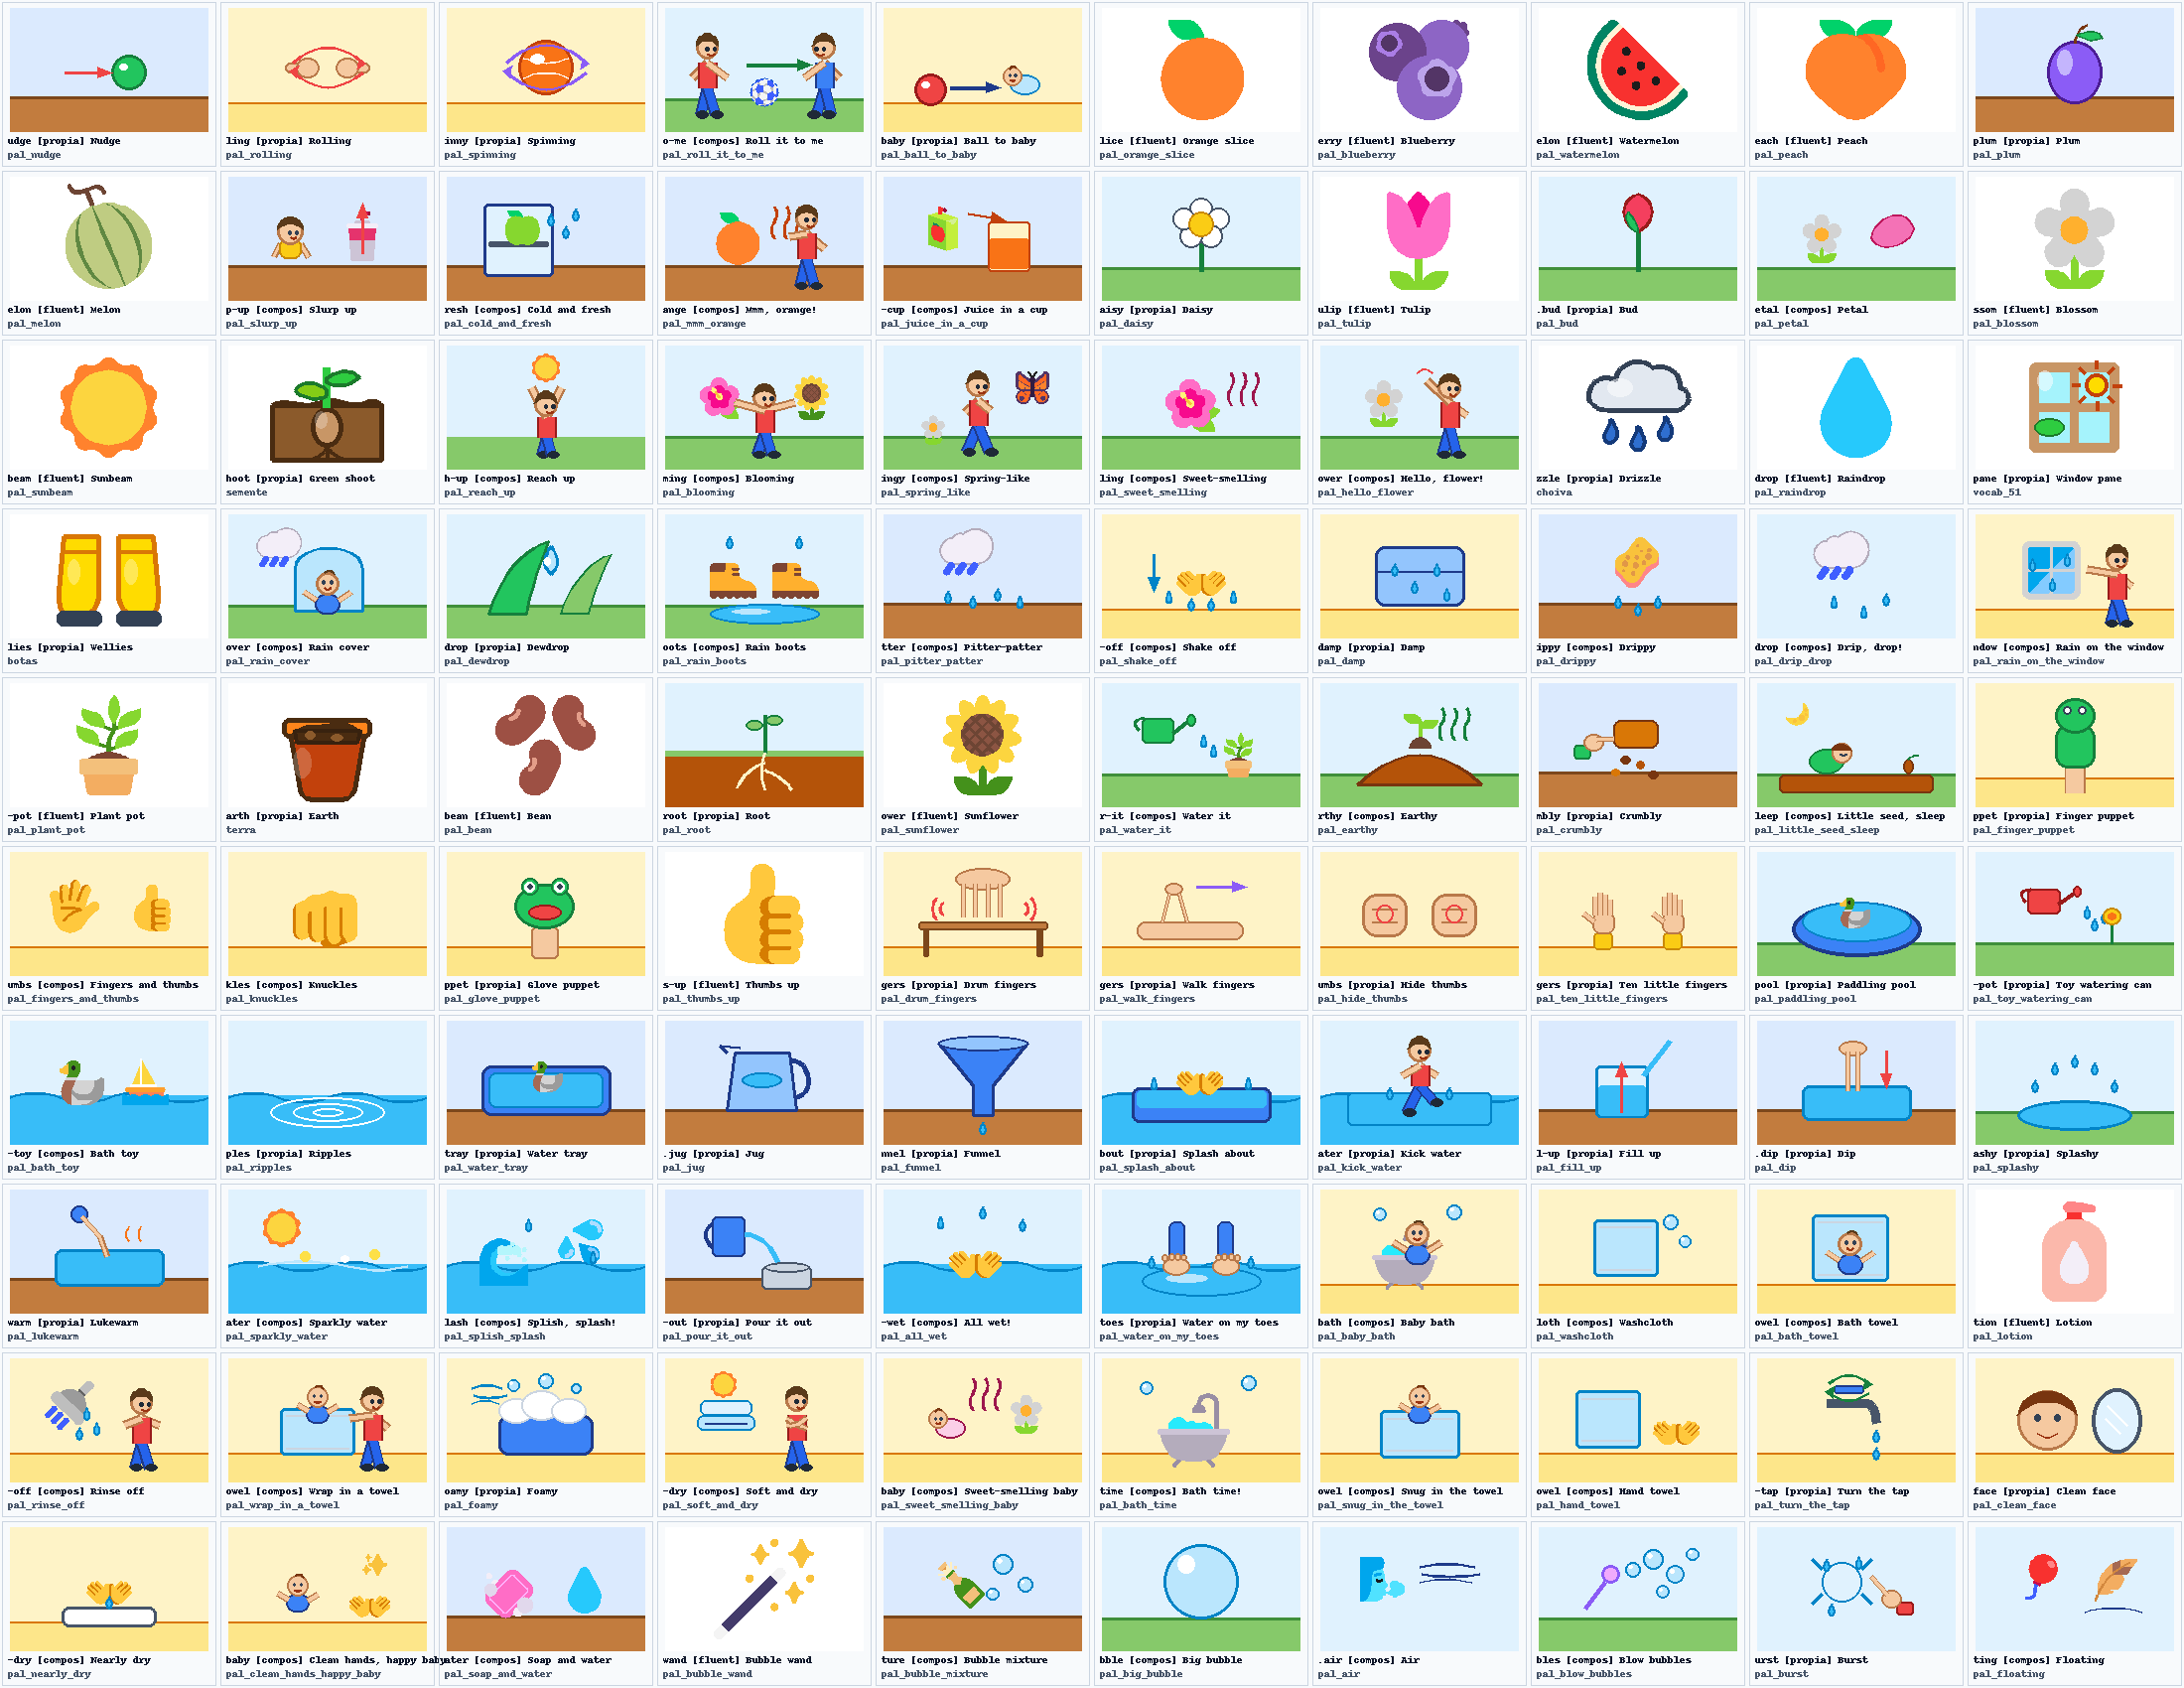 udge [propia] Nudge
pal_nudge
ling [propia] Rolling
pal_rolling
inny [propia] Spinning
pal_spinning
o-me [compos] Roll it to me
pal_roll_it_to_me
baby [propia] Ball to baby
pal_ball_to_baby
lice [fluent] Orange slice
pal_orange_slice
erry [fluent] Blueberry
pal_blueberry
elon [fluent] Watermelon
pal_watermelon
each [fluent] Peach
pal_peach
plum [propia] Plum
pal_plum
elon [fluent] Melon
pal_melon
p-up [compos] Slurp up
pal_slurp_up
resh [compos] Cold and fresh
pal_cold_and_fresh
ange [compos] Mmm, orange!
pal_mmm_orange
-cup [compos] Juice in a cup
pal_juice_in_a_cup
aisy [propia] Daisy
pal_daisy
ulip [fluent] Tulip
pal_tulip
.bud [propia] Bud
pal_bud
etal [compos] Petal
pal_petal
ssom [fluent] Blossom
pal_blossom
beam [fluent] Sunbeam
pal_sunbeam
hoot [propia] Green shoot
semente
h-up [compos] Reach up
pal_reach_up
ming [compos] Blooming
pal_blooming
ingy [compos] Spring-like
pal_spring_like
ling [compos] Sweet-smelling
pal_sweet_smelling
ower [compos] Hello, flower!
pal_hello_flower
zzle [propia] Drizzle
choiva
drop [fluent] Raindrop
pal_raindrop
pane [propia] Window pane
vocab_51
lies [propia] Wellies
botas
over [compos] Rain cover
pal_rain_cover
drop [propia] Dewdrop
pal_dewdrop
oots [compos] Rain boots
pal_rain_boots
tter [compos] Pitter-patter
pal_pitter_patter
-off [compos] Shake off
pal_shake_off
damp [propia] Damp
pal_damp
ippy [compos] Drippy
pal_drippy
drop [compos] Drip, drop!
pal_drip_drop
ndow [compos] Rain on the window
pal_rain_on_the_window
-pot [fluent] Plant pot
pal_plant_pot
arth [propia] Earth
terra
bean [fluent] Bean
pal_bean
root [propia] Root
pal_root
ower [fluent] Sunflower
pal_sunflower
r-it [compos] Water it
pal_water_it
rthy [compos] Earthy
pal_earthy
mbly [propia] Crumbly
pal_crumbly
leep [compos] Little seed, sleep
pal_little_seed_sleep
ppet [propia] Finger puppet
pal_finger_puppet
umbs [compos] Fingers and thumbs
pal_fingers_and_thumbs
kles [compos] Knuckles
pal_knuckles
ppet [propia] Glove puppet
pal_glove_puppet
s-up [fluent] Thumbs up
pal_thumbs_up
gers [propia] Drum fingers
pal_drum_fingers
gers [propia] Walk fingers
pal_walk_fingers
umbs [propia] Hide thumbs
pal_hide_thumbs
gers [propia] Ten little fingers
pal_ten_little_fingers
pool [propia] Paddling pool
pal_paddling_pool
-pot [propia] Toy watering can
pal_toy_watering_can
-toy [compos] Bath toy
pal_bath_toy
ples [propia] Ripples
pal_ripples
tray [propia] Water tray
pal_water_tray
.jug [propia] Jug
pal_jug
nnel [propia] Funnel
pal_funnel
bout [propia] Splash about
pal_splash_about
ater [propia] Kick water
pal_kick_water
l-up [propia] Fill up
pal_fill_up
.dip [propia] Dip
pal_dip
ashy [propia] Splashy
pal_splashy
warm [propia] Lukewarm
pal_lukewarm
ater [compos] Sparkly water
pal_sparkly_water
lash [compos] Splish, splash!
pal_splish_splash
-out [propia] Pour it out
pal_pour_it_out
-wet [compos] All wet!
pal_all_wet
toes [propia] Water on my toes
pal_water_on_my_toes
bath [compos] Baby bath
pal_baby_bath
loth [compos] Washcloth
pal_washcloth
owel [compos] Bath towel
pal_bath_towel
tion [fluent] Lotion
pal_lotion
-off [compos] Rinse off
pal_rinse_off
owel [compos] Wrap in a towel
pal_wrap_in_a_towel
oamy [propia] Foamy
pal_foamy
-dry [compos] Soft and dry
pal_soft_and_dry
baby [compos] Sweet-smelling baby
pal_sweet_smelling_baby
time [compos] Bath time!
pal_bath_time
owel [compos] Snug in the towel
pal_snug_in_the_towel
owel [compos] Hand towel
pal_hand_towel
-tap [propia] Turn the tap
pal_turn_the_tap
face [propia] Clean face
pal_clean_face
-dry [compos] Nearly dry
pal_nearly_dry
baby [compos] Clean hands, happy baby
pal_clean_hands_happy_baby
ater [compos] Soap and water
pal_soap_and_water
wand [fluent] Bubble wand
pal_bubble_wand
ture [compos] Bubble mixture
pal_bubble_mixture
bble [compos] Big bubble
pal_big_bubble
.air [compos] Air
pal_air
bles [compos] Blow bubbles
pal_blow_bubbles
urst [propia] Burst
pal_burst
ting [compos] Floating
pal_floating